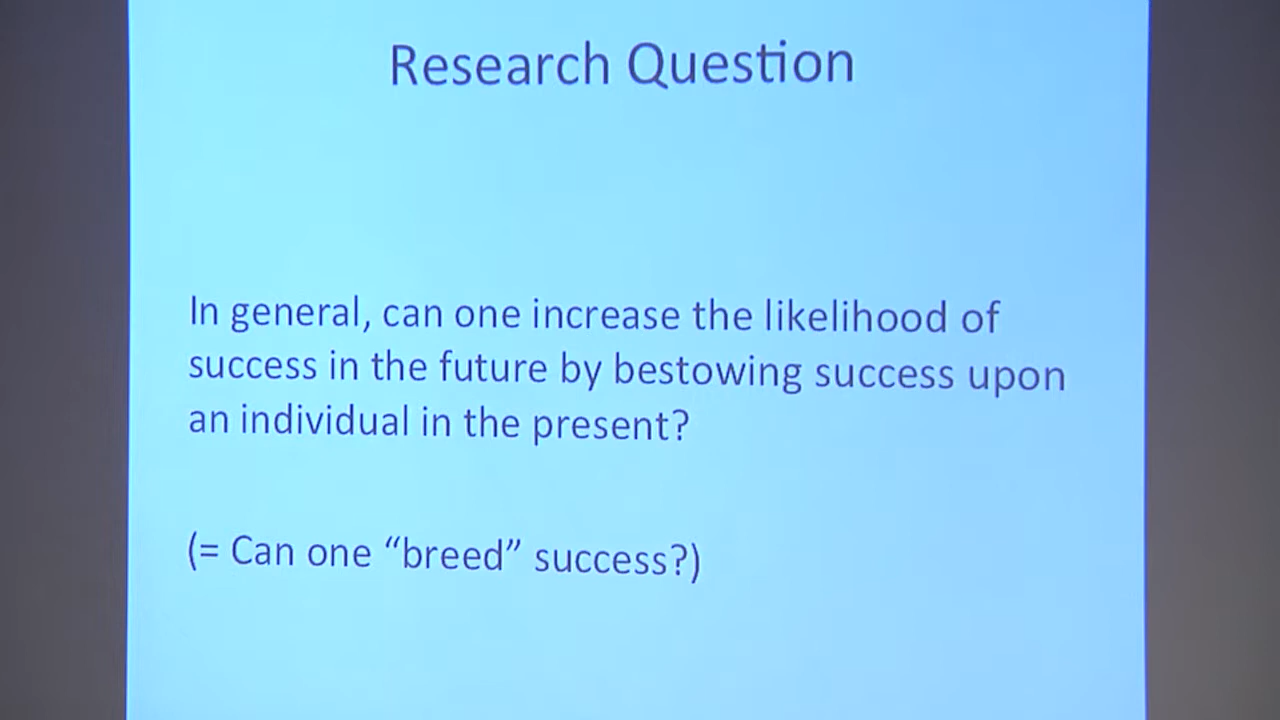 Research Question
In general, can one increase the likelihood of
success in the future by bestowing success upon
an individual in the present?
(= Can one “breed” success?)